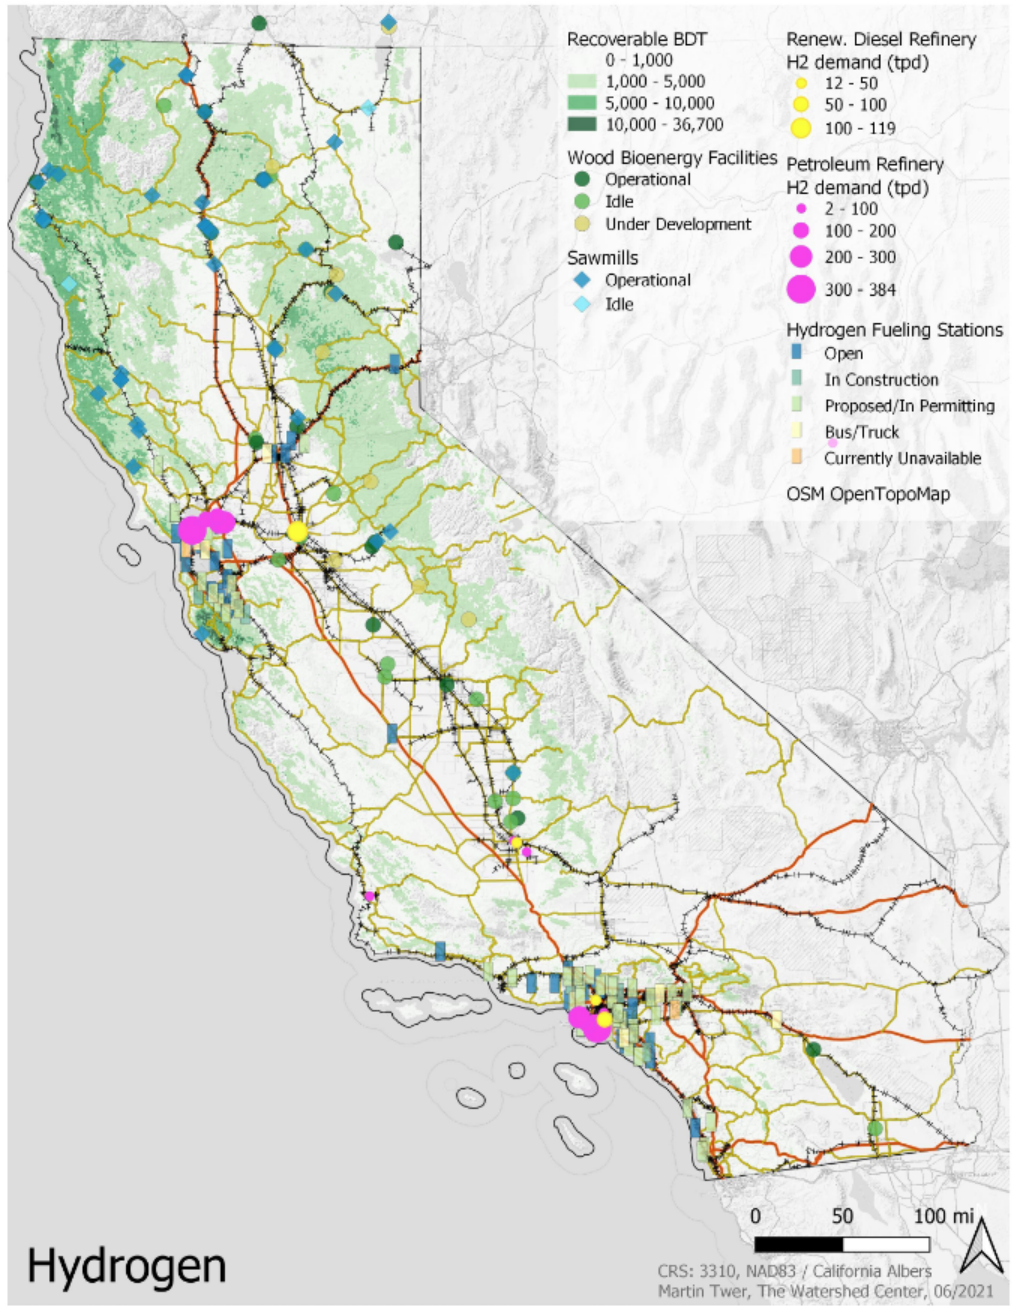 Recoverable BDT
0 - 1,000
1,000 - 5,000
5,000 - 10,000
10,000 - 36,700
Wood Bioenergy Facilities
Operational
Idle
Under Development
Sawmills
Operational
Idle
Renew. Diesel Refinery
H2 demand (tpd)
12 - 50
50 - 100
100 - 119
Petroleum Refinery
H2 demand (tpd)
2 - 100
100 - 200
200 - 300
300 - 384
Hydrogen Fueling Stations
Open
In Construction
Proposed/In Permitting
Bus/Truck
Currently Unavailable
OSM OpenTopoMap
0 50 100 mi
Hydrogen
CRS: 3310, NAD83 / California Albers
Martin Twer, The Watershed Center, 06/2021